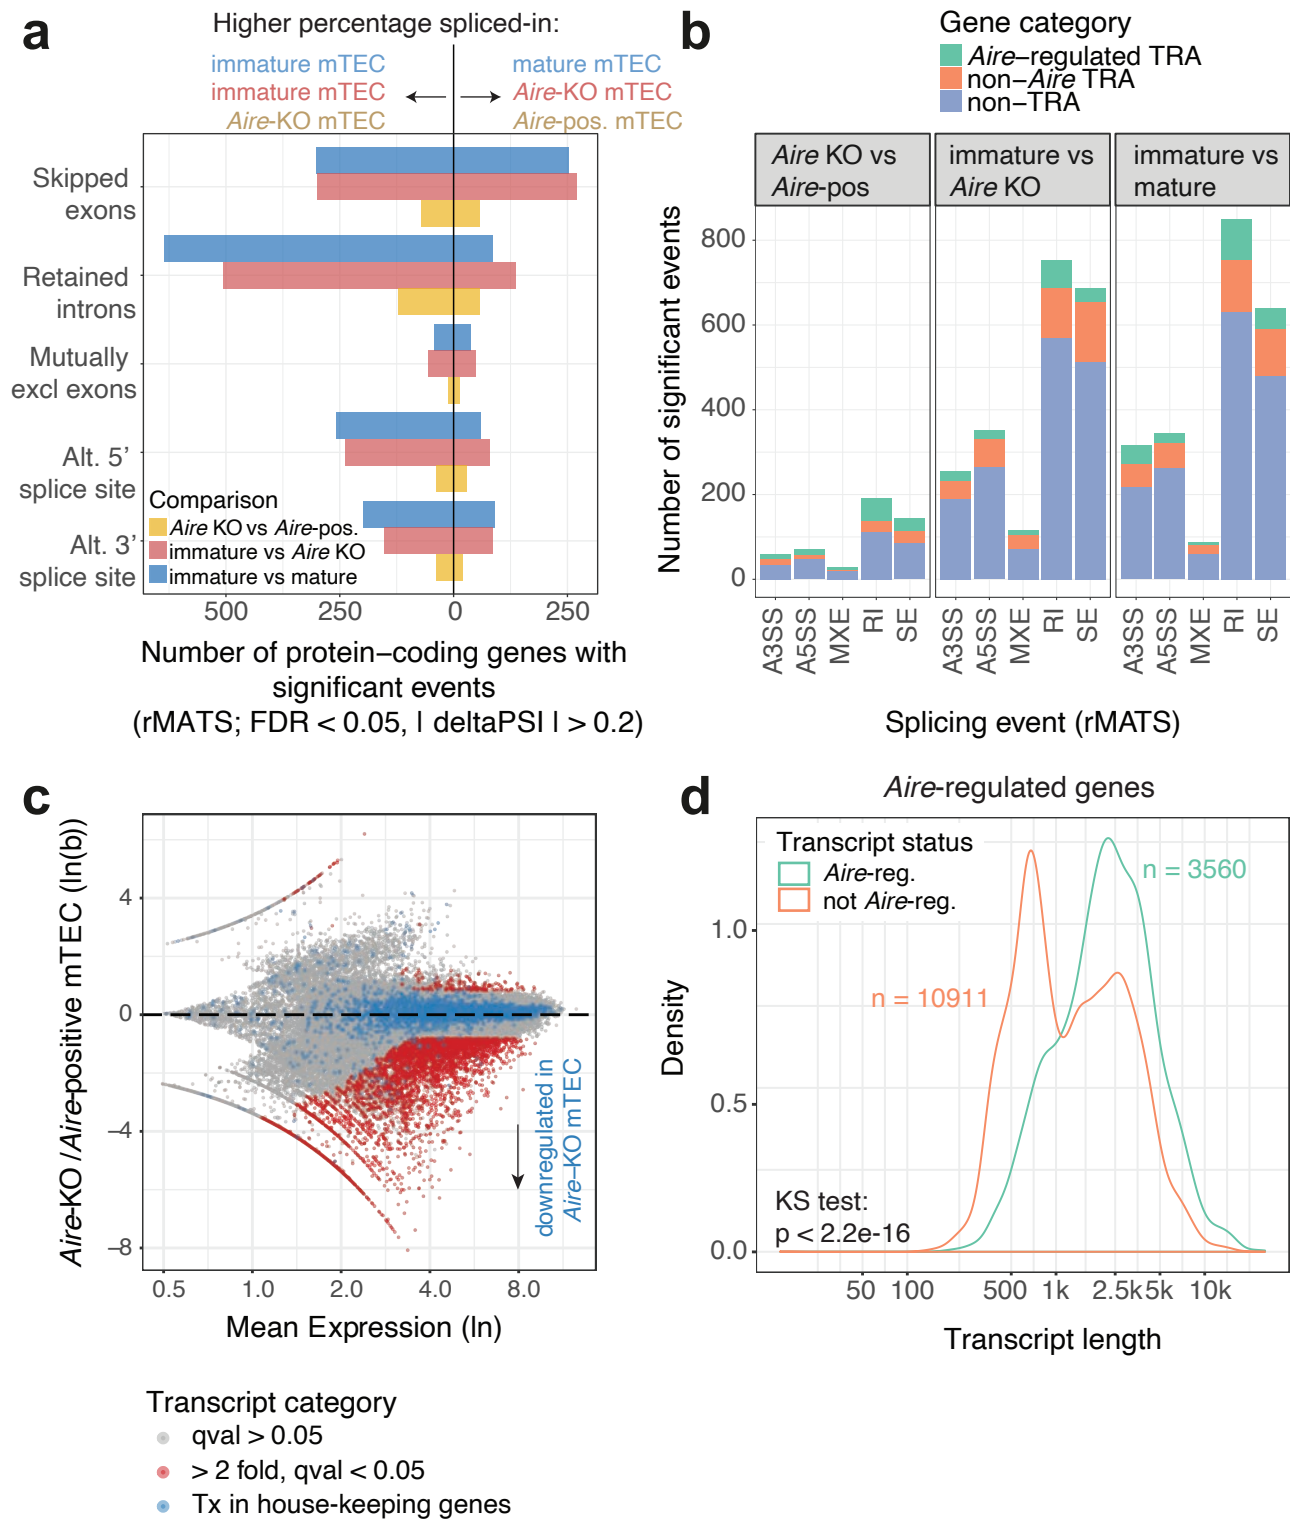 a
Higher percentage spliced-in:
immature mTEC
mature mTEC
immature mTEC
Aire-KO mTEC
Aire-KO mTEC
Aire-pos. mTEC
Skipped
exons
Retained
introns
Mutually
excl exons
Alt. 5’
splice site
Alt. 3’
splice site
Comparison
Aire KO vs Aire-pos.
immature vs Aire KO
immature vs mature
500
250
0
250
Number of protein–coding genes with
significant events
(rMATS; FDR < 0.05, | deltaPSI | > 0.2)
b
Gene category
Aire–regulated TRA
non–Aire TRA
non–TRA
Aire KO vs
Aire-pos
immature vs
Aire KO
immature vs
mature
Number of significant events
800
600
400
200
0
A3SS
A5SS
MXE
RI
SE
A3SS
A5SS
MXE
RI
SE
A3SS
A5SS
MXE
RI
SE
Splicing event (rMATS)
c
Aire-KO /Aire-positive mTEC (ln(b))
4
0
–4
–8
downregulated in
Aire–KO mTEC
0.5
1.0
2.0
4.0
8.0
Mean Expression (ln)
Transcript category
qval > 0.05
> 2 fold, qval < 0.05
Tx in house-keeping genes
d
Aire-regulated genes
Transcript status
Aire-reg.
not Aire-reg.
n = 3560
n = 10911
Density
1.0
0.5
0.0
KS test:
p < 2.2e-16
50
100
500
1k
2.5k
5k
10k
Transcript length